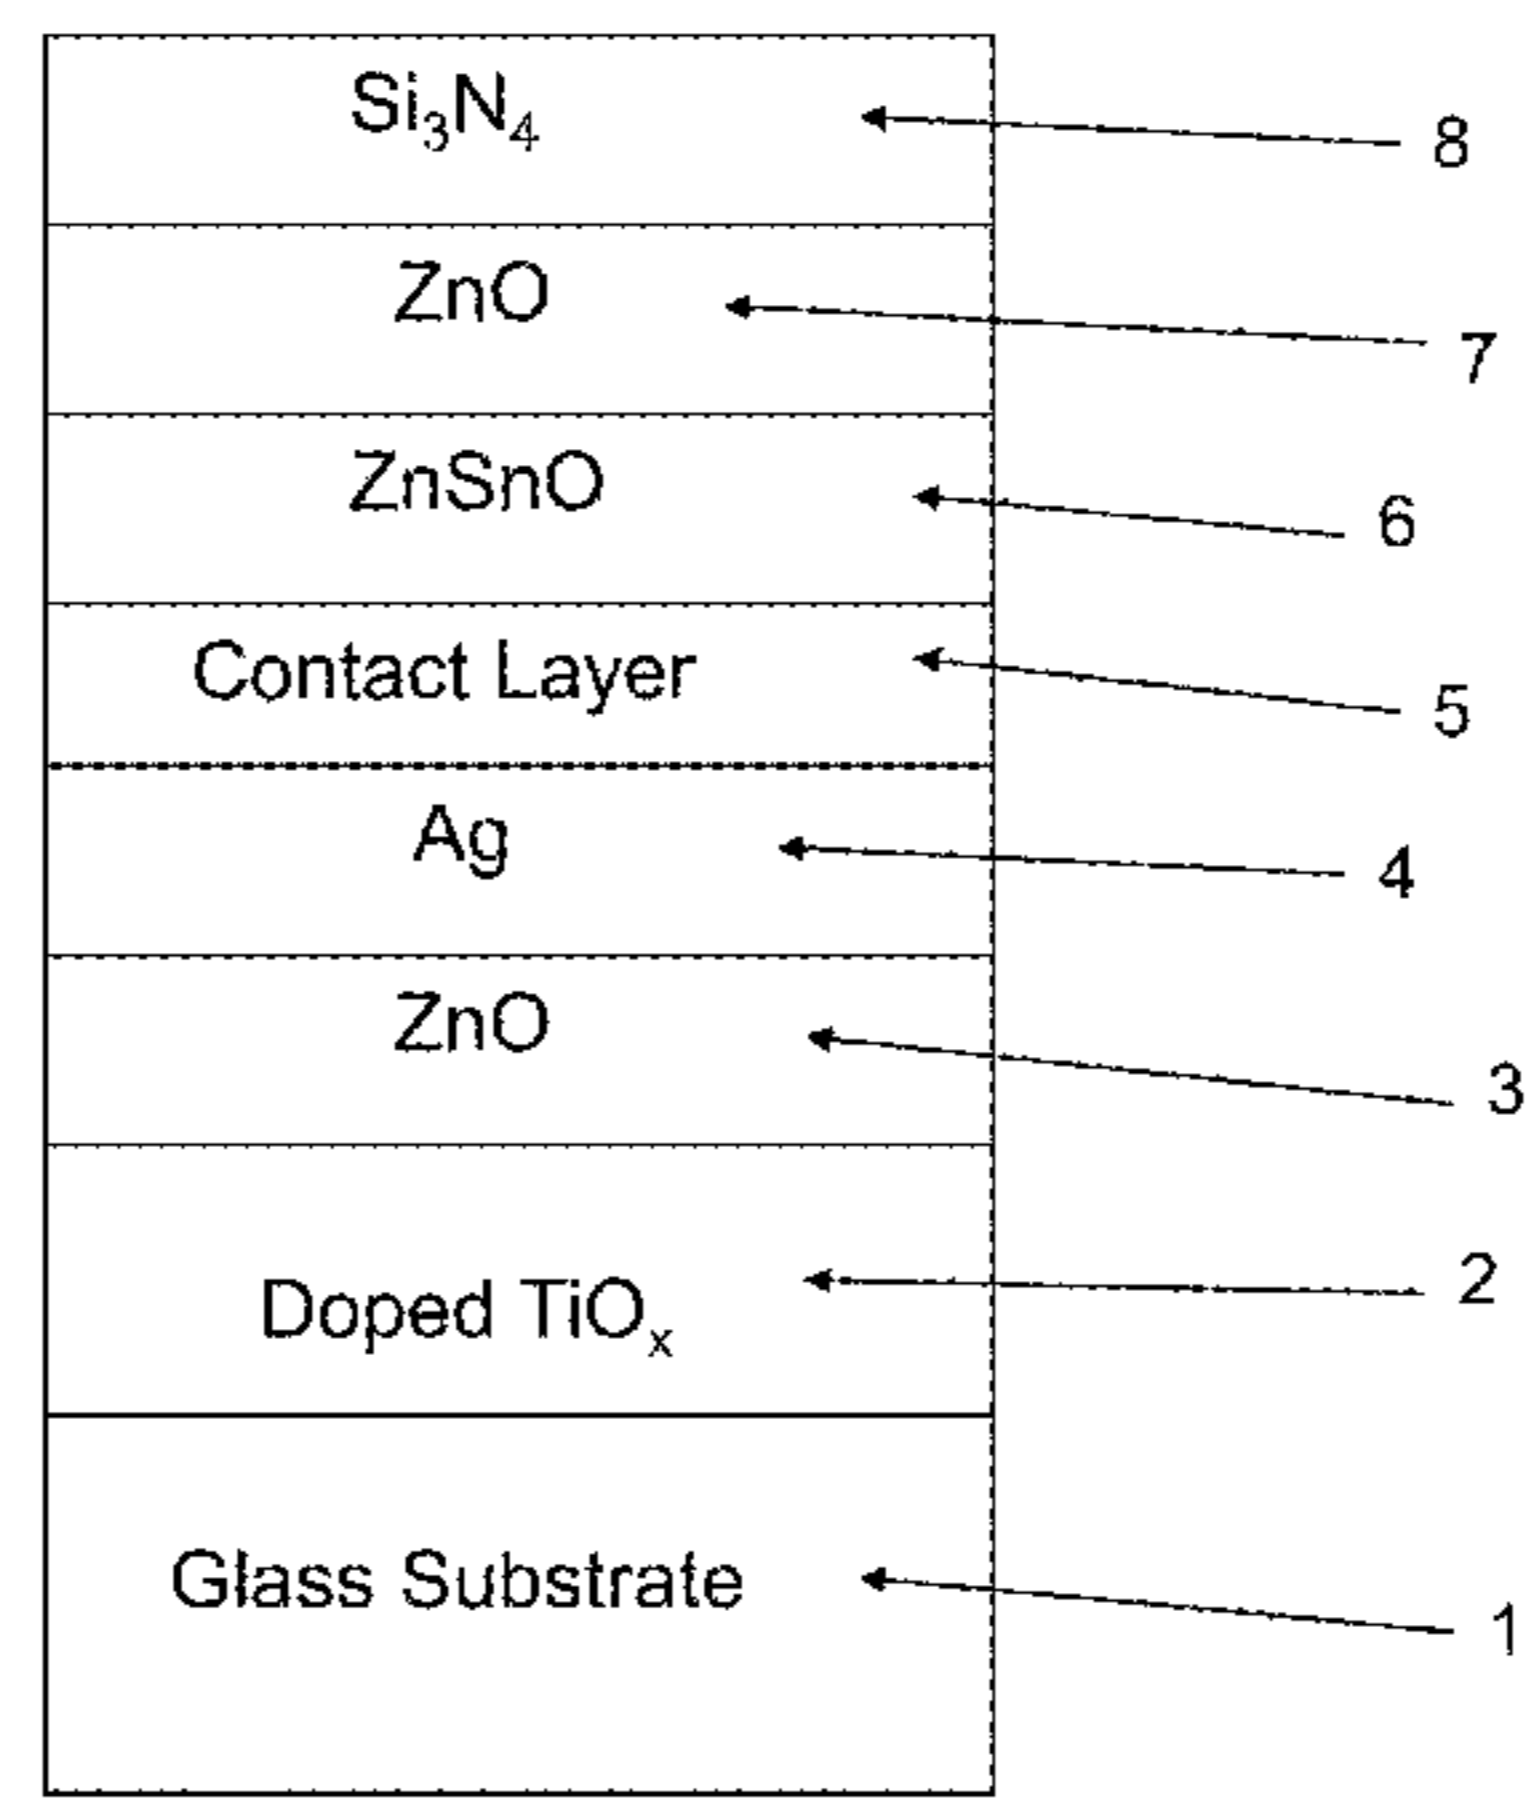 Si₃N₄ 8
ZnO 7
ZnSnO 6
Contact Layer 5
Ag 4
ZnO 3
Doped TiOₓ 2
Glass Substrate 1